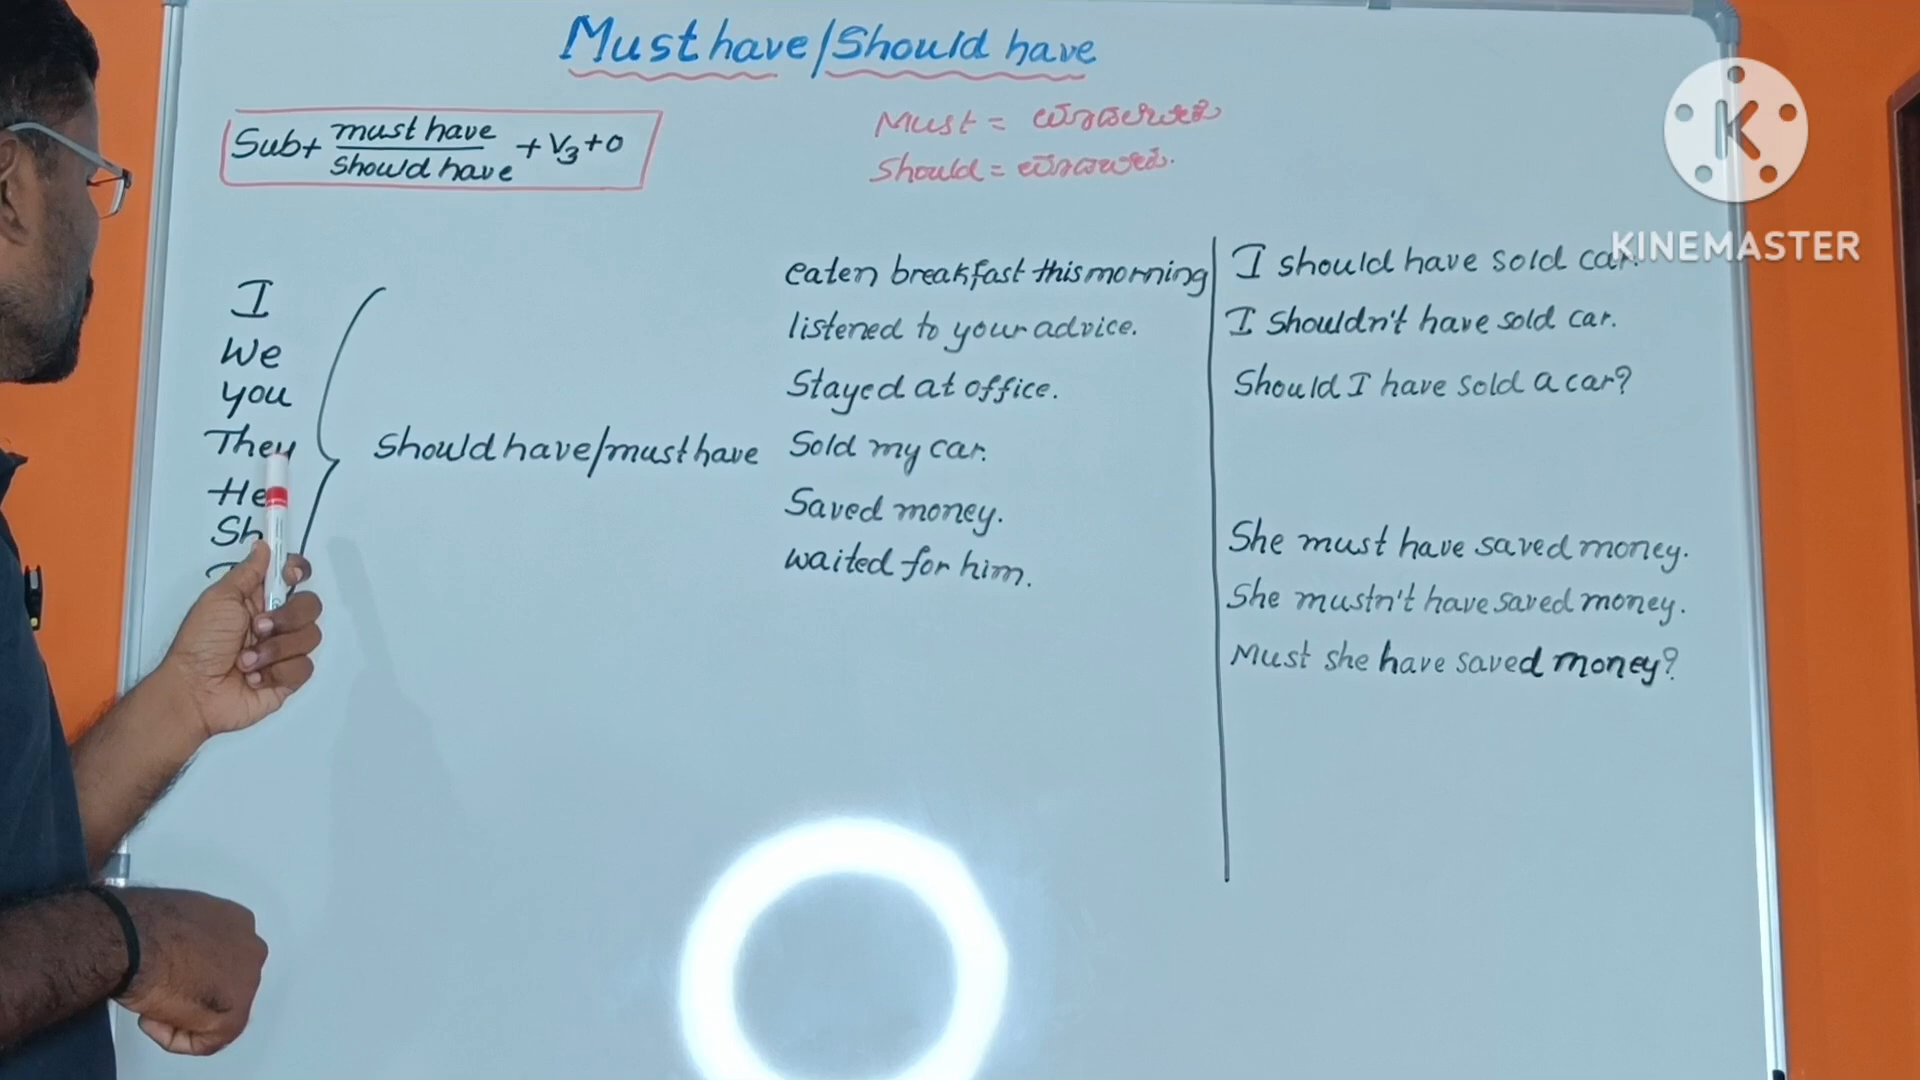 Must have/Should have
Sub+ must have / should have + V3 + O
Must = ಮಾಡಲೇಬೇಕು
Should = ಮಾಡಬೇಕು.
I
We
you
They
He
Sh
Should have/must have
eaten breakfast this morning
listened to your advice.
Stayed at office.
Sold my car.
Saved money.
waited for him.
I should have sold car.
I shouldn't have sold car.
Should I have sold a car?
She must have saved money.
She mustn't have saved money.
Must she have saved money?
K
KINEMASTER